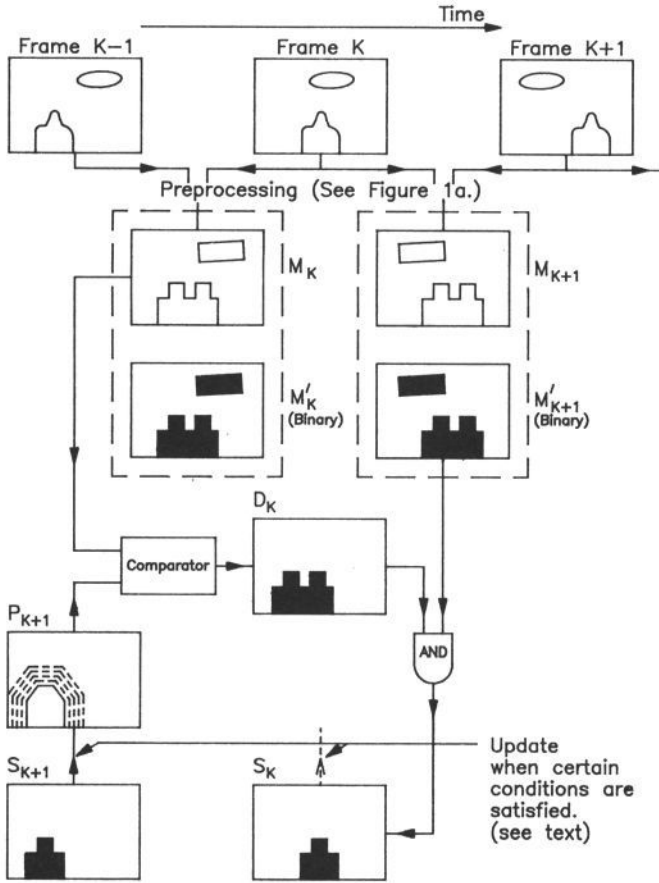 Time
Frame K-1
Frame K
Frame K+1
Preprocessing (See Figure 1a.)
M_K
M_K+1
M'_K
(Binary)
M'_K+1
(Binary)
D_K
Comparator
P_K+1
AND
S_K+1
S_K
Update
when certain
conditions are
satisfied.
(see text)